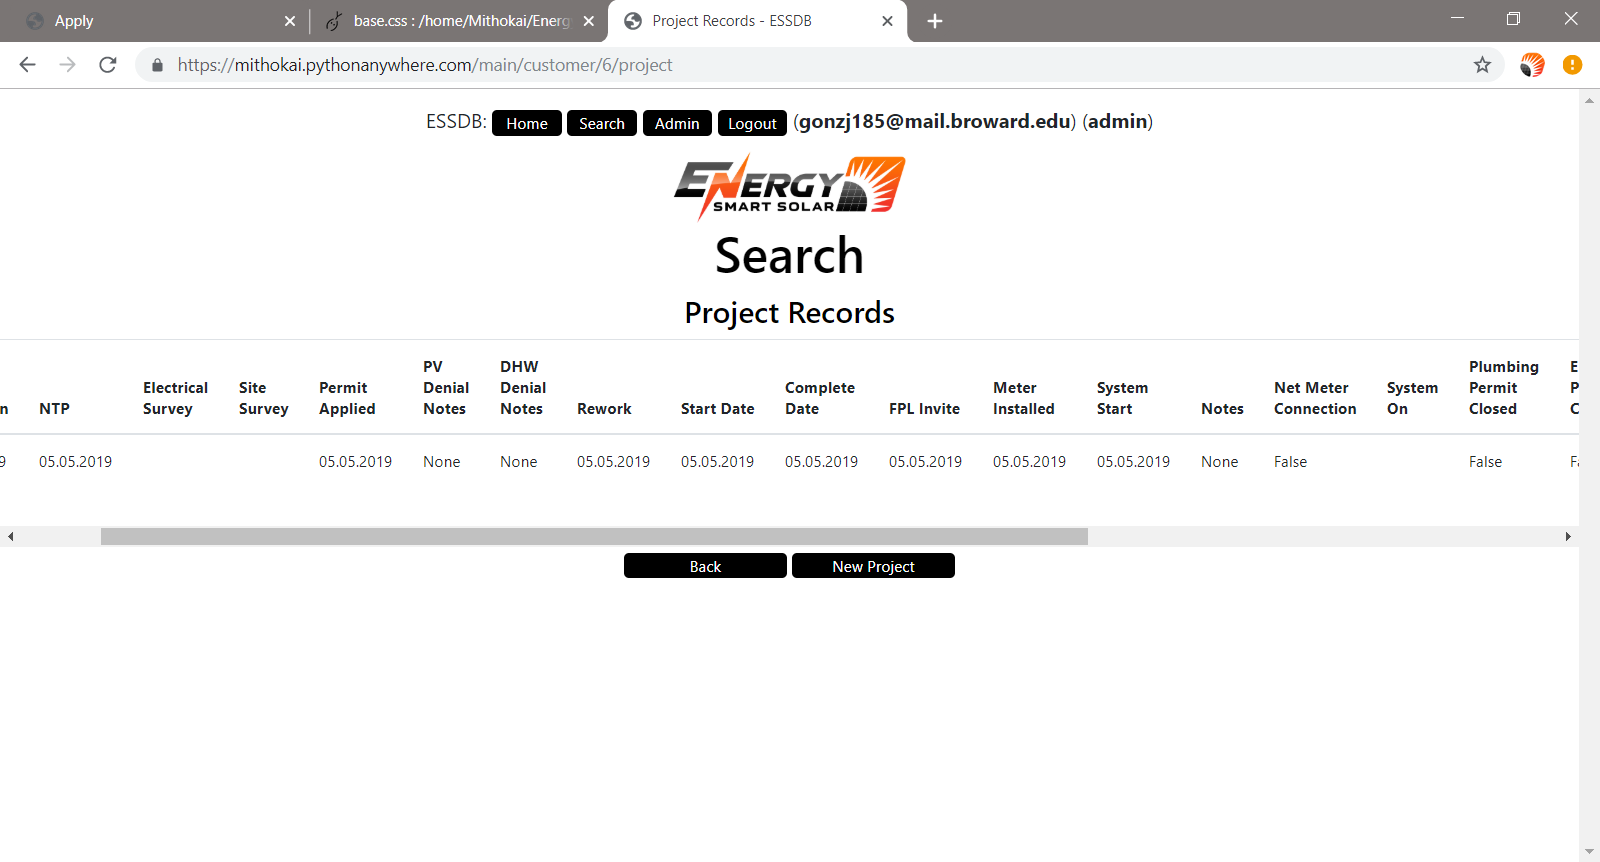 Apply
base.css : /home/Mithokai/Energ
Project Records - ESSDB
https://mithokai.pythonanywhere.com/main/customer/6/project
ESSDB: Home Search Admin Logout (gonzj185@mail.broward.edu) (admin)
ENERGY
SMART SOLAR
Search
Project Records
n NTP Electrical Survey Site Survey Permit Applied PV Denial Notes DHW Denial Notes Rework Start Date Complete Date FPL Invite Meter Installed System Start Notes Net Meter Connection System On Plumbing Permit Closed E P C
9 05.05.2019 05.05.2019 None None 05.05.2019 05.05.2019 05.05.2019 05.05.2019 05.05.2019 05.05.2019 None False False Fa
Back New Project